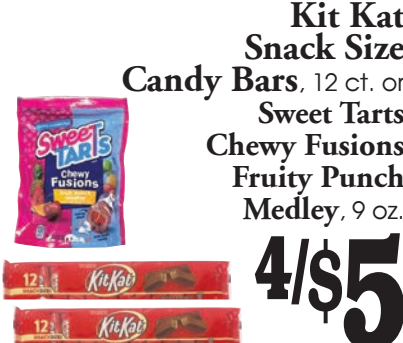 Kit Kat
Snack Size
Candy Bars, 12 ct. or
Sweet Tarts
Chewy Fusions
Fruity Punch
Medley, 9 oz.
4/$5
SweeTARTS
Chewy
Fusions
12
KitKat
12
KitKat